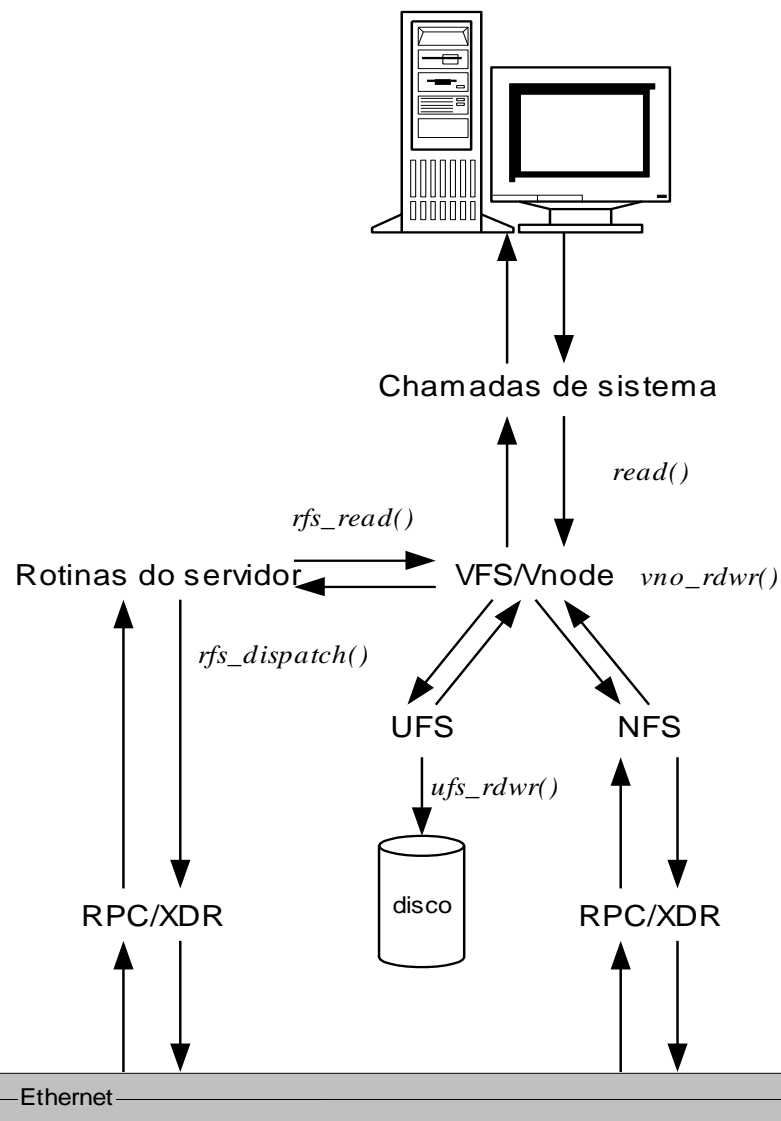 Chamadas de sistema
read()
rfs_read()
Rotinas do servidor
VFS/Vnode
vno_rdwr()
rfs_dispatch()
UFS
NFS
ufs_rdwr()
disco
RPC/XDR
RPC/XDR
Ethernet